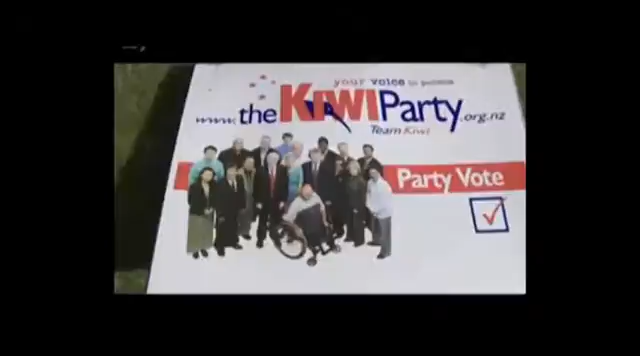 your voice in politics
www.theKIWIParty.org.nz
Team Kiwi
Party Vote